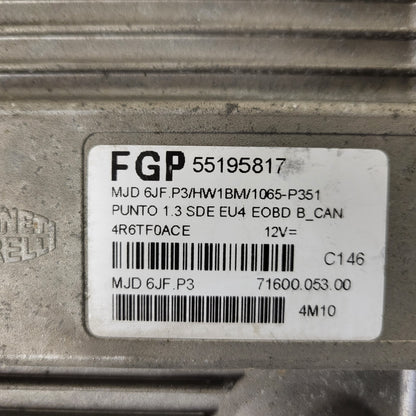 FGP 55195817
MJD 6JF.P3/HW1BM/1065-P351
PUNTO 1.3 SDE EU4 EOBD B_CAN
4R6TF0ACE 12V=
C146
MJD 6JF.P3 71600.053.00
4M10